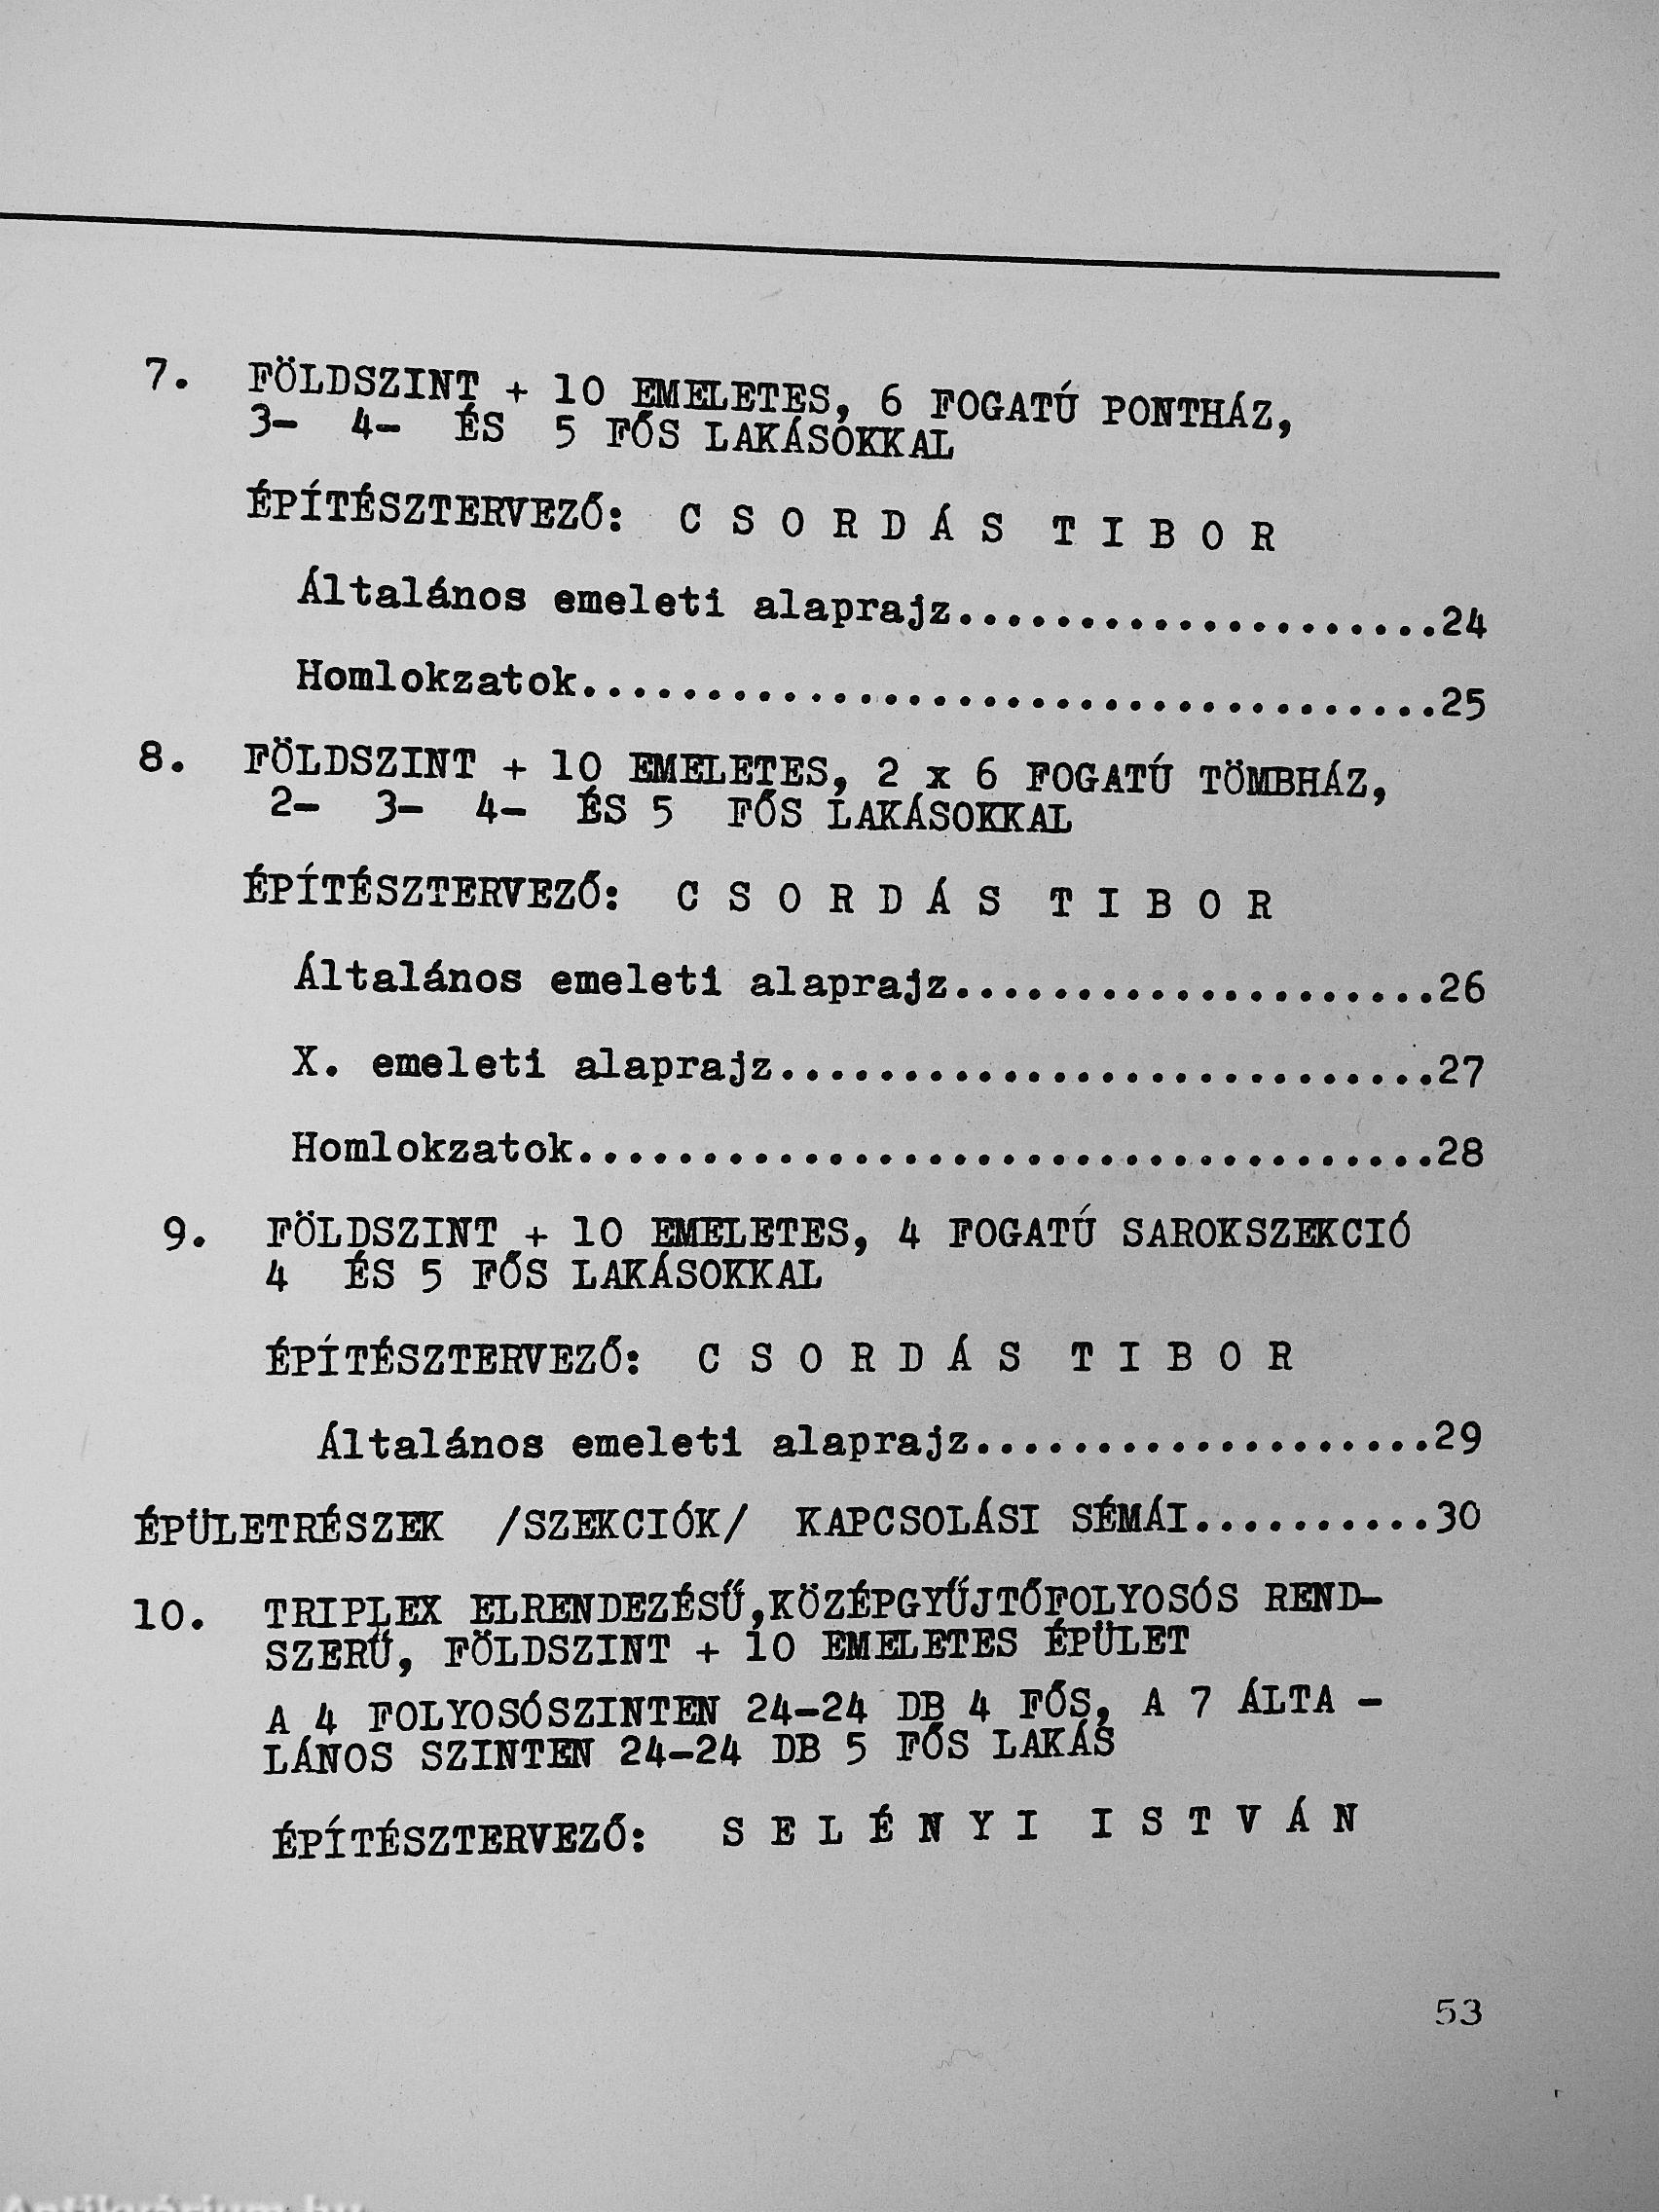 7. FÖLDSZINT + 10 EMELETES, 6 FOGATÚ PONTHÁZ,
3- 4- ÉS 5 FŐS LAKÁSOKKAL
ÉPÍTÉSZTERVEZŐ: C S O R D Á S T I B O R
Általános emeleti alaprajz....................24
Homlokzatok...................................25
8. FÖLDSZINT + 10 EMELETES, 2 x 6 FOGATÚ TÖMBHÁZ,
2- 3- 4- ÉS 5 FŐS LAKÁSOKKAL
ÉPÍTÉSZTERVEZŐ: C S O R D Á S T I B O R
Általános emeleti alaprajz....................26
X. emeleti alaprajz...........................27
Homlokzatok...................................28
9. FÖLDSZINT + 10 EMELETES, 4 FOGATÚ SAROKSZEKCIÓ
4 ÉS 5 FŐS LAKÁSOKKAL
ÉPÍTÉSZTERVEZŐ: C S O R D Á S T I B O R
Általános emeleti alaprajz...................29
ÉPÜLETRÉSZEK /SZEKCIÓK/ KAPCSOLÁSI SÉMÁI..........30
10. TRIPLEX ELRENDEZÉSŰ,KÖZÉPGYŰJTŐFOLYOSÓS REND-
SZERŰ, FÖLDSZINT + 10 EMELETES ÉPÜLET
A 4 FOLYOSÓSZINTEN 24-24 DB 4 FŐS, A 7 ÁLTA -
LÁNOS SZINTEN 24-24 DB 5 FŐS LAKÁS
ÉPÍTÉSZTERVEZŐ: S E L É N Y I I S T V Á N
53